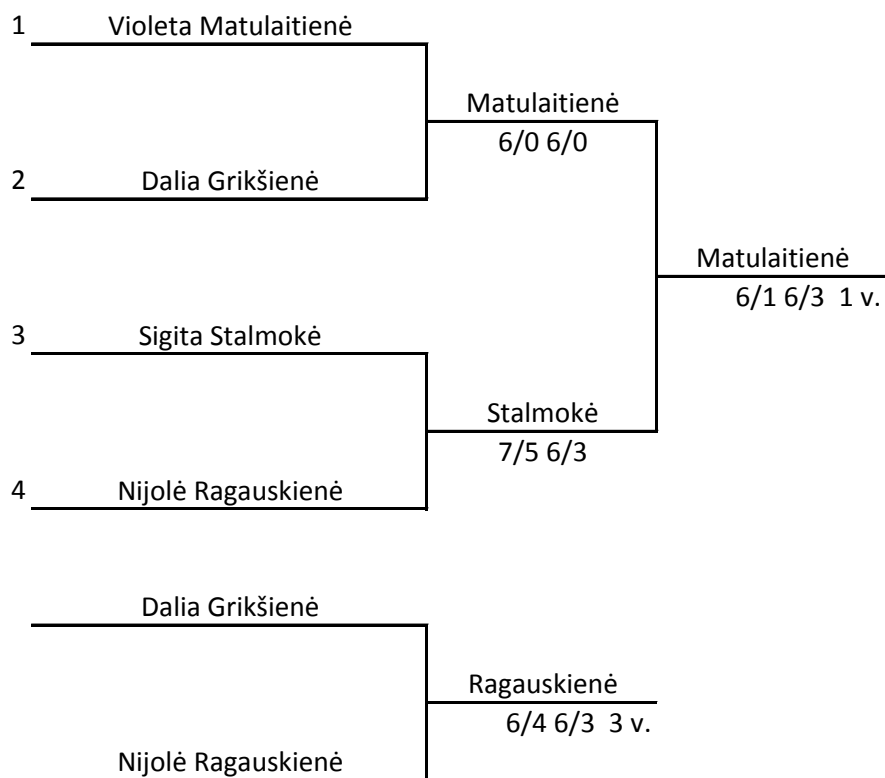 1 Violeta Matulaitienė
Matulaitienė
6/0 6/0
2 Dalia Grikšienė
Matulaitienė
6/1 6/3 1 v.
3 Sigita Stalmokė
Stalmokė
7/5 6/3
4 Nijolė Ragauskienė
Dalia Grikšienė
Ragauskienė
6/4 6/3 3 v.
Nijolė Ragauskienė